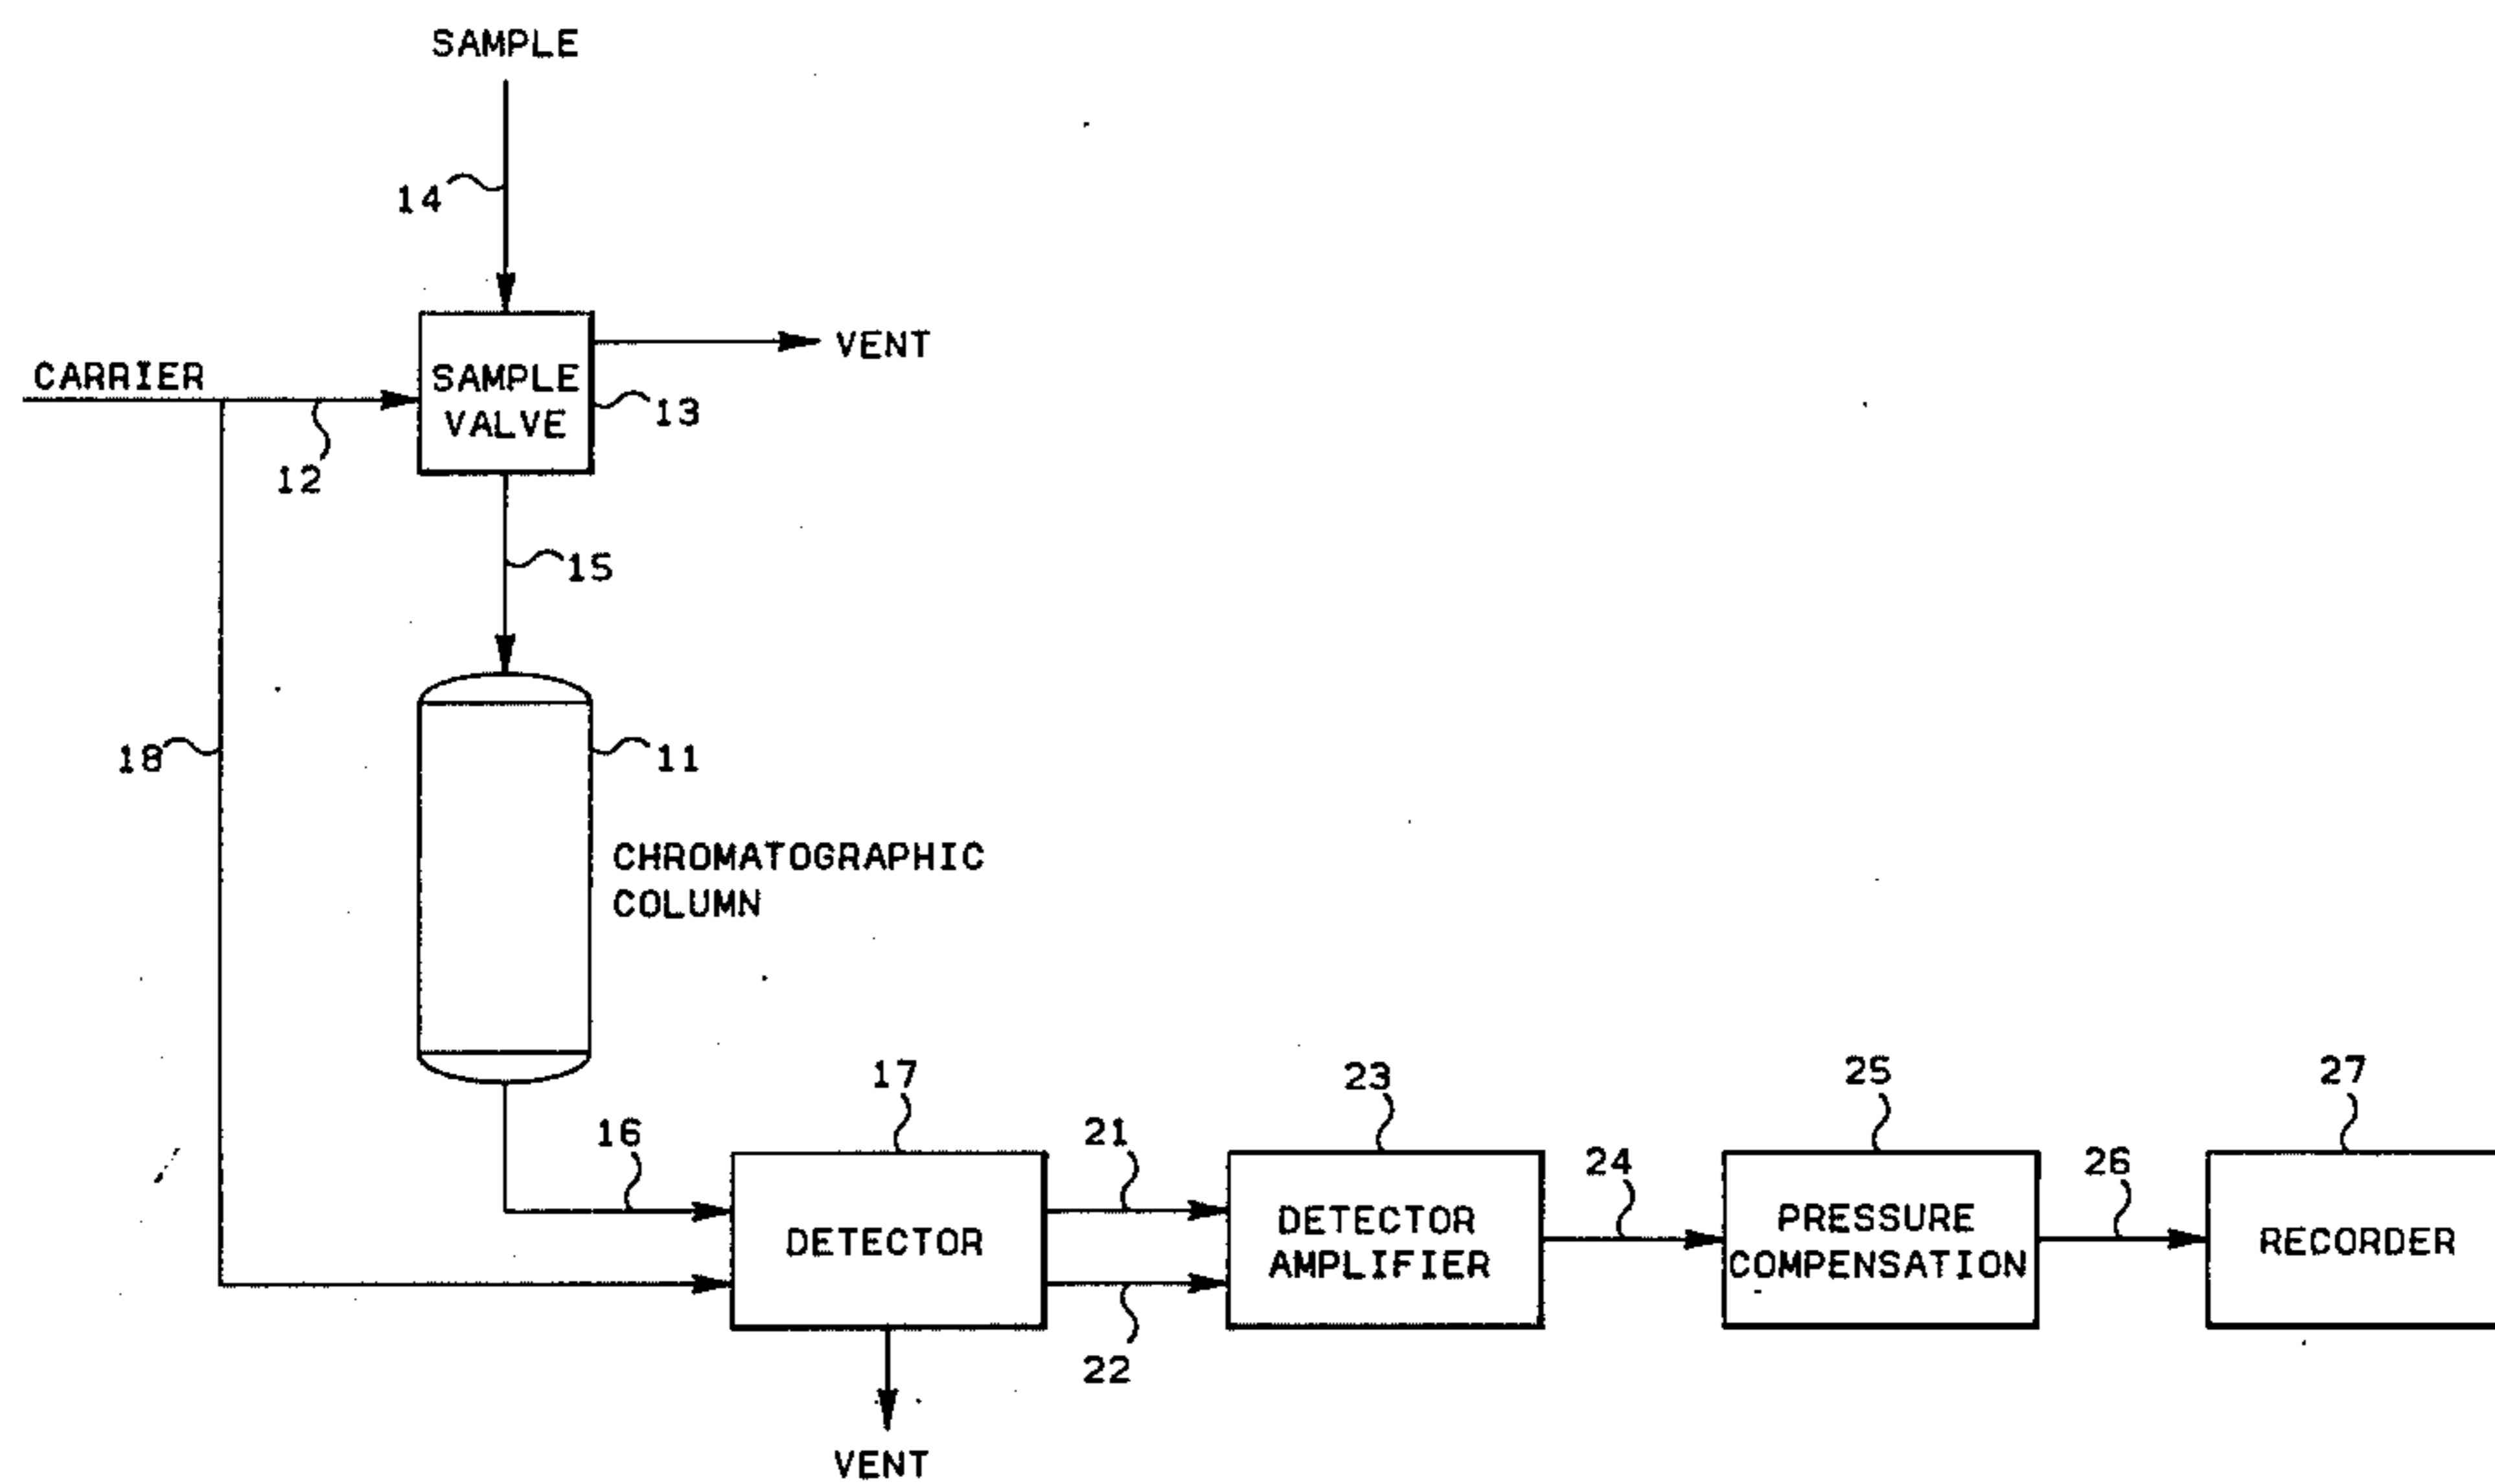 SAMPLE
14
CARRIER
SAMPLE
VALVE
VENT
13
12
15
18
11
CHROMATOGRAPHIC
COLUMN
17
23
25
27
16
21
24
26
DETECTOR
DETECTOR
AMPLIFIER
PRESSURE
COMPENSATION
RECORDER
22
VENT